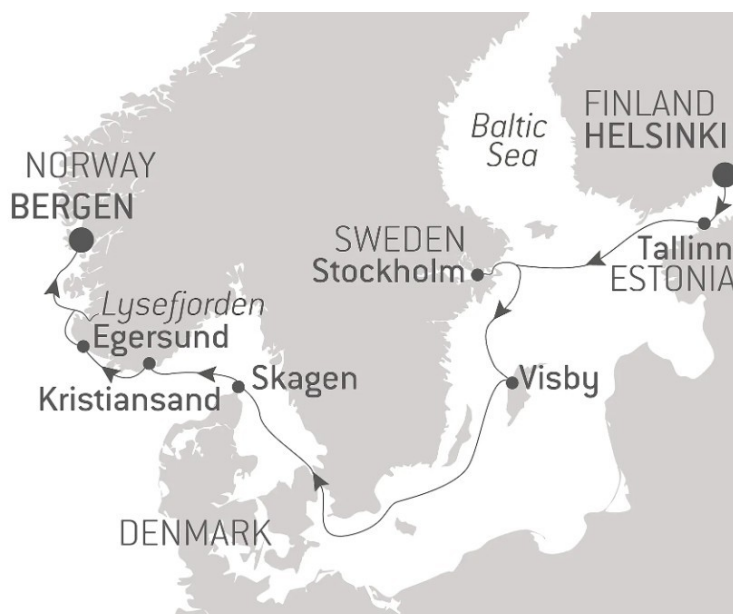 FINLAND
HELSINKI
Baltic
Sea
NORWAY
BERGEN
SWEDEN
Stockholm
Tallinn
ESTONIA
Lysefjorden
Egersund
Kristiansand
Skagen
Visby
DENMARK